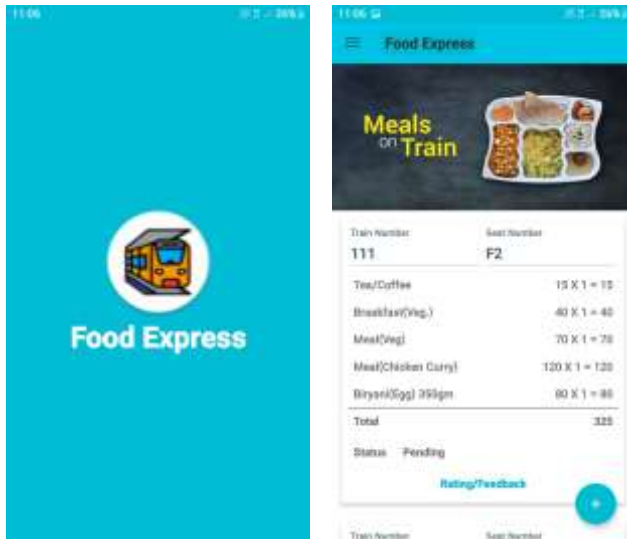 11:06
Food Express
11:06
Food Express
Meals
on Train
Train Number Seat Number
111 F2
Tea/Coffee 15 X 1 = 15
Breakfast(Veg.) 40 X 1 = 40
Meal(Veg) 70 X 1 = 70
Meal(Chicken Curry) 120 X 1 = 120
Biryani(Egg) 350gm 80 X 1 = 80
Total 325
Status Pending
Rating/Feedback
+
Train Number Seat Number